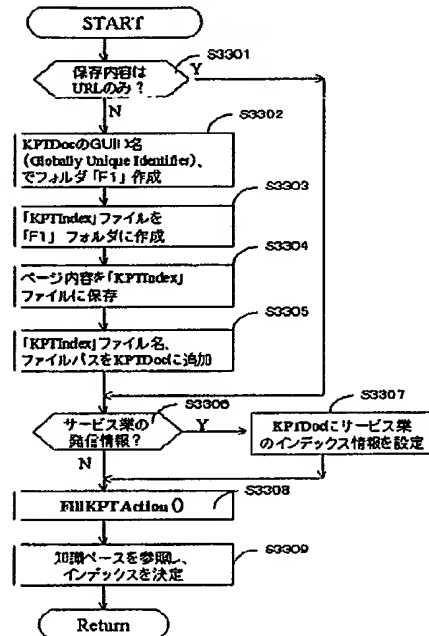 START
S3301
保存内容は
URLのみ?
Y
N
S3302
KPTDocのGUID名
(Globally Unique Identifier)、
でフォルダ「F1」作成
S3303
「KPTIndex」ファイルを
「F1」フォルダに作成
S3304
ページ内容を「KPTIndex」
ファイルに保存
S3305
「KPTIndex」ファイル名、
ファイルパスをKPTDocに追加
S3306
サービス業の
発信情報?
Y
N
S3307
KPTDocにサービス業
のインデックス情報を設定
S3308
FillKPTAction()
S3309
知識ベースを参照し、
インデックスを決定
Return